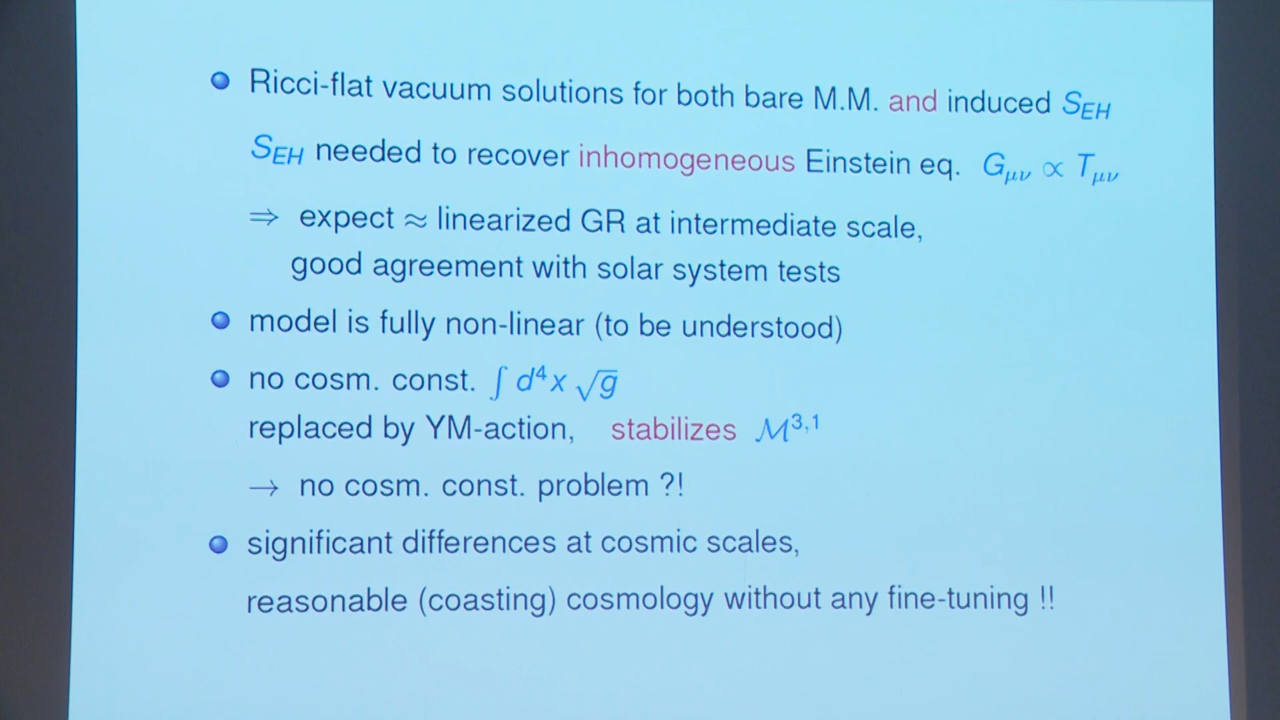 Ricci-flat vacuum solutions for both bare M.M. and induced S_EH
S_EH needed to recover inhomogeneous Einstein eq. G_μν ∝ T_μν
⇒ expect ≈ linearized GR at intermediate scale,
good agreement with solar system tests
model is fully non-linear (to be understood)
no cosm. const. ∫ d⁴x √g
replaced by YM-action, stabilizes ℳ³,¹
→ no cosm. const. problem ?!
significant differences at cosmic scales,
reasonable (coasting) cosmology without any fine-tuning !!